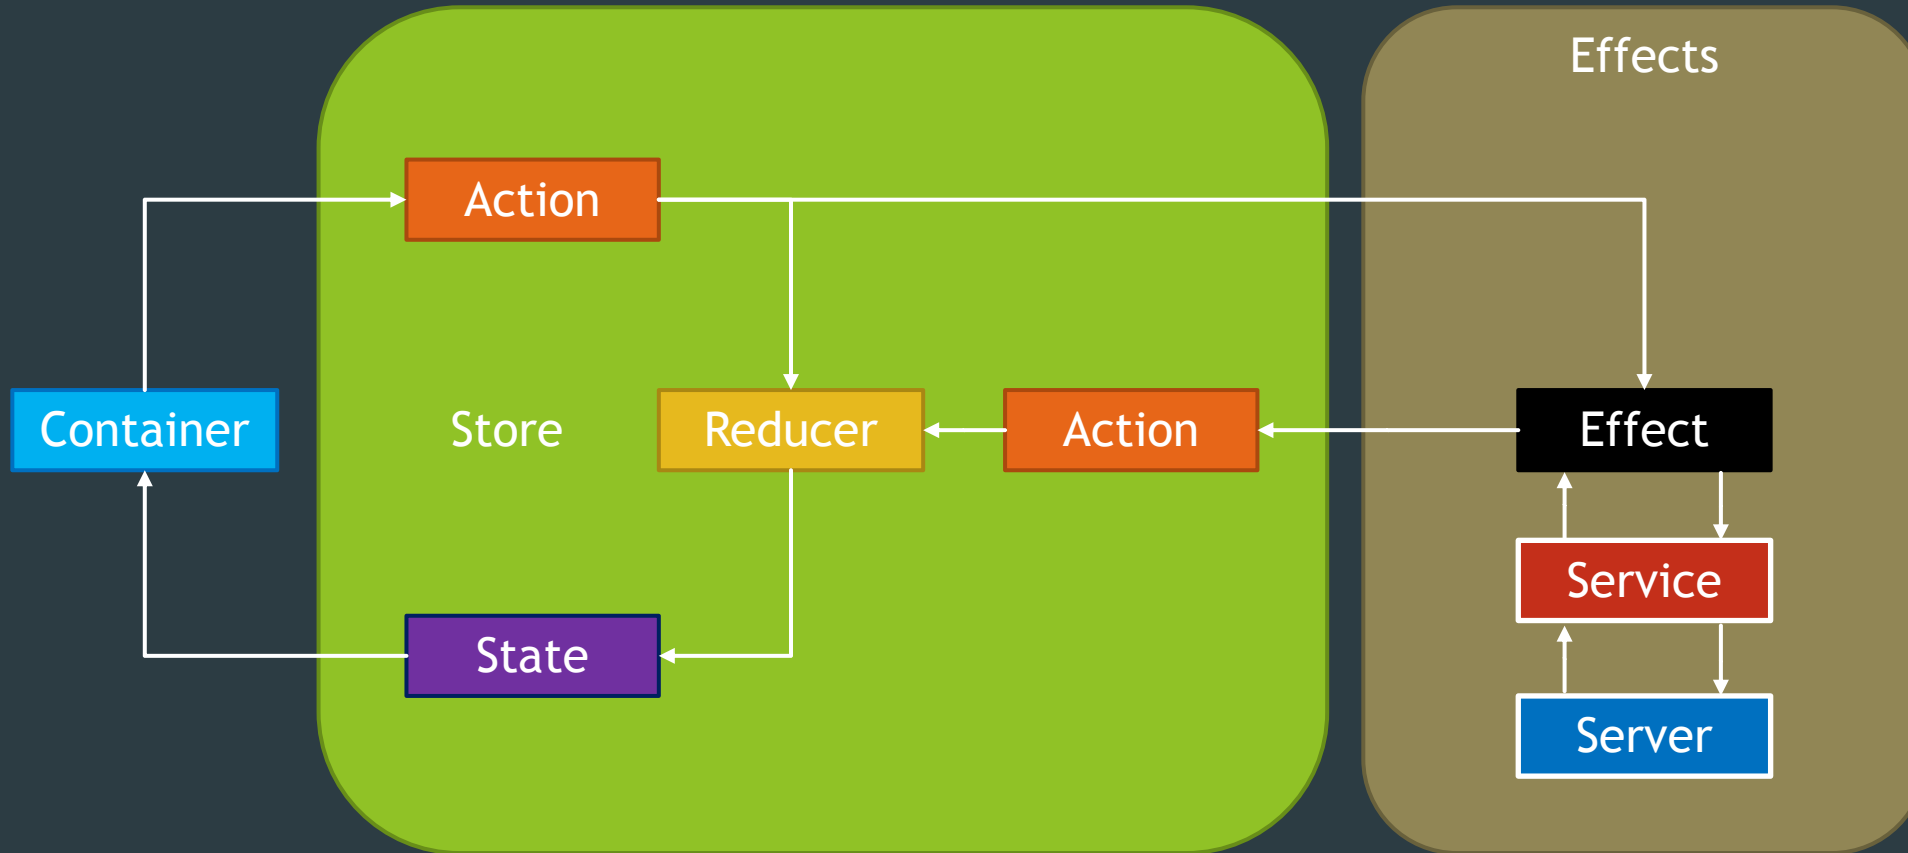 Effects
Action
Container
Store
Reducer
Action
Effect
Service
State
Server